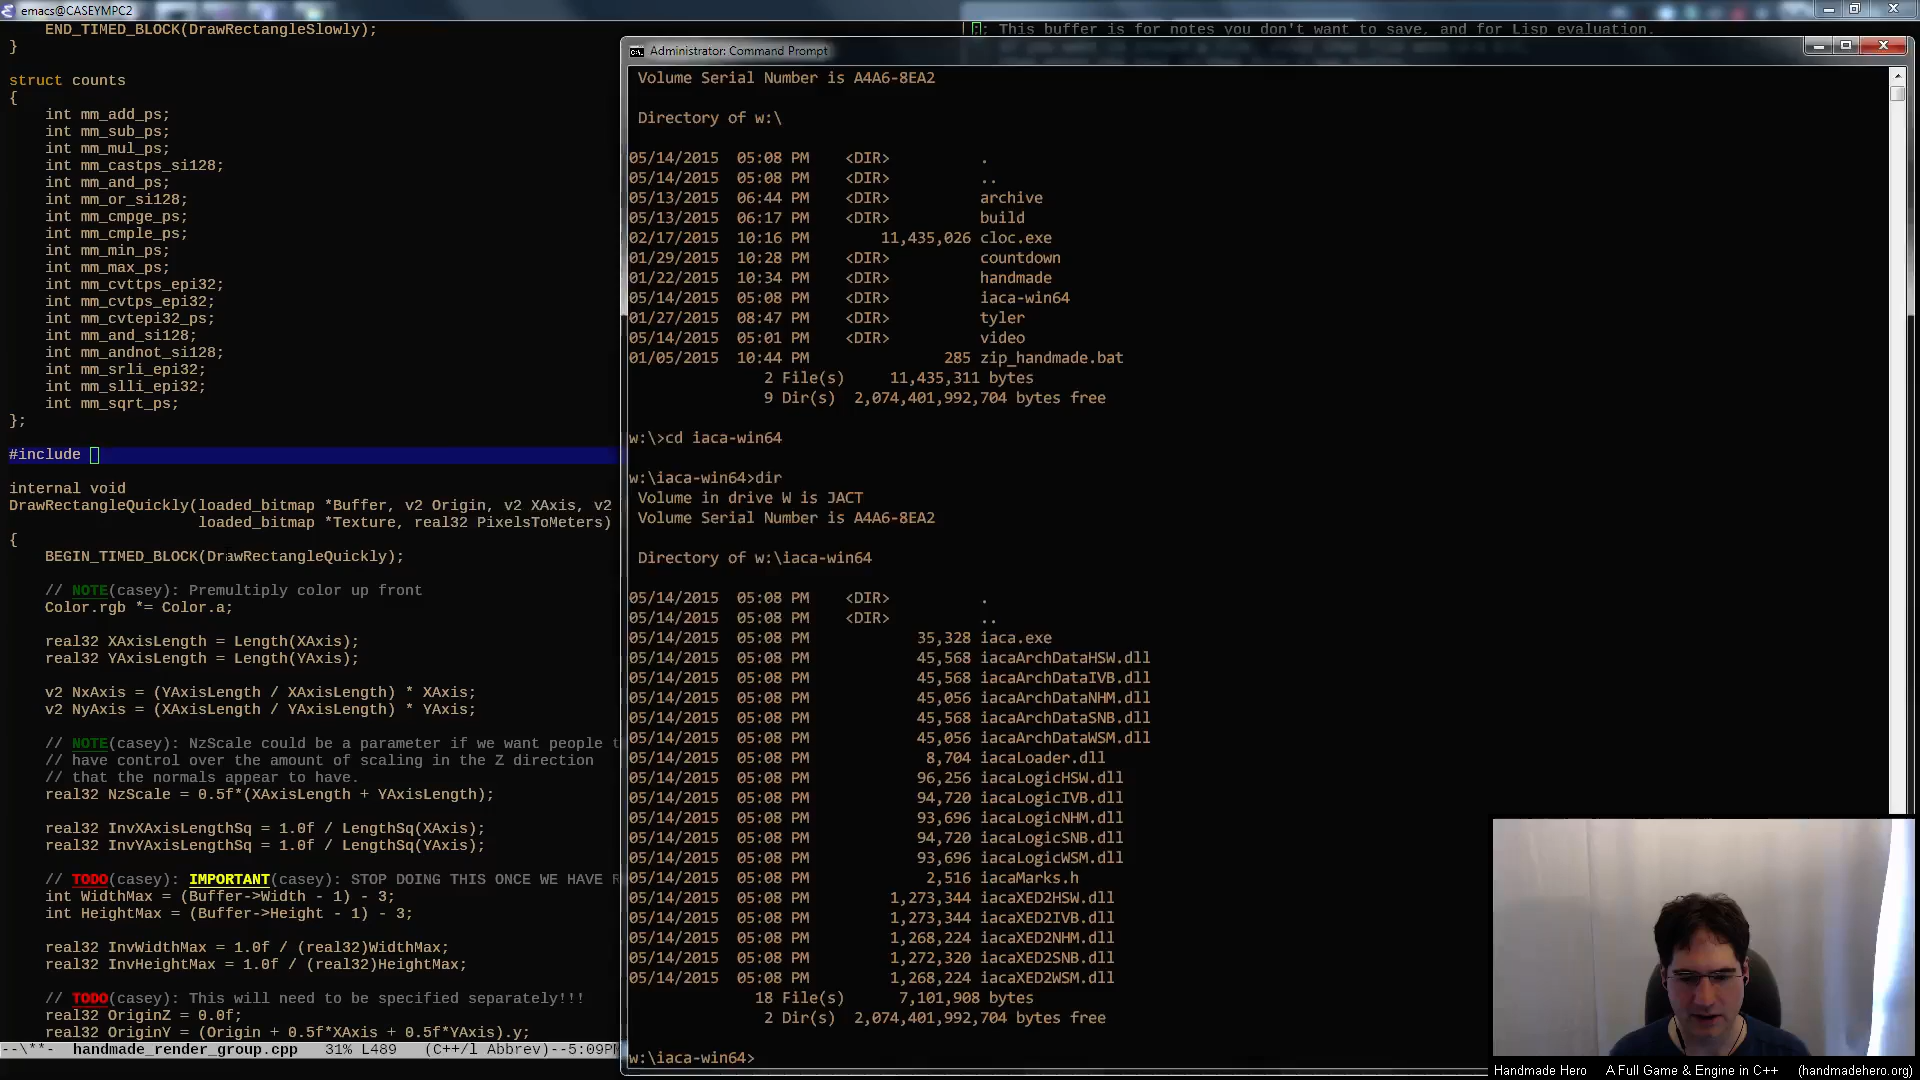 emacs@CASEYMPC2
END_TIMED_BLOCK(DrawRectangleSlowly);
}
struct counts
{
int mm_add_ps;
int mm_sub_ps;
int mm_mul_ps;
int mm_castps_si128;
int mm_and_ps;
int mm_or_si128;
int mm_cmpge_ps;
int mm_cmple_ps;
int mm_min_ps;
int mm_max_ps;
int mm_cvttps_epi32;
int mm_cvtps_epi32;
int mm_cvtepi32_ps;
int mm_and_si128;
int mm_andnot_si128;
int mm_srli_epi32;
int mm_slli_epi32;
int mm_sqrt_ps;
};
#include
internal void
DrawRectangleQuickly(loaded_bitmap *Buffer, v2 Origin, v2 XAxis, v2
loaded_bitmap *Texture, real32 PixelsToMeters)
{
BEGIN_TIMED_BLOCK(DrawRectangleQuickly);
// NOTE(casey): Premultiply color up front
Color.rgb *= Color.a;
real32 XAxisLength = Length(XAxis);
real32 YAxisLength = Length(YAxis);
v2 NxAxis = (YAxisLength / XAxisLength) * XAxis;
v2 NyAxis = (XAxisLength / YAxisLength) * YAxis;
// NOTE(casey): NzScale could be a parameter if we want people t
// have control over the amount of scaling in the Z direction
// that the normals appear to have.
real32 NzScale = 0.5f*(XAxisLength + YAxisLength);
real32 InvXAxisLengthSq = 1.0f / LengthSq(XAxis);
real32 InvYAxisLengthSq = 1.0f / LengthSq(YAxis);
// TODO(casey): IMPORTANT(casey): STOP DOING THIS ONCE WE HAVE R
int WidthMax = (Buffer->Width - 1) - 3;
int HeightMax = (Buffer->Height - 1) - 3;
real32 InvWidthMax = 1.0f / (real32)WidthMax;
real32 InvHeightMax = 1.0f / (real32)HeightMax;
// TODO(casey): This will need to be specified separately!!!
real32 OriginZ = 0.0f;
real32 OriginY = (Origin + 0.5f*XAxis + 0.5f*YAxis).y;
--\**- handmade_render_group.cpp 31% L489 (C++/l Abbrev)--5:09PM
; This buffer is for notes you don't want to save, and for Lisp evaluation.
Administrator: Command Prompt
Volume Serial Number is A4A6-8EA2
Directory of w:\
05/14/2015 05:08 PM <DIR> .
05/14/2015 05:08 PM <DIR> ..
05/13/2015 06:44 PM <DIR> archive
05/13/2015 06:17 PM <DIR> build
02/17/2015 10:16 PM 11,435,026 cloc.exe
01/29/2015 10:28 PM <DIR> countdown
01/22/2015 10:34 PM <DIR> handmade
05/14/2015 05:08 PM <DIR> iaca-win64
01/27/2015 08:47 PM <DIR> tyler
05/14/2015 05:01 PM <DIR> video
01/05/2015 10:44 PM 285 zip_handmade.bat
2 File(s) 11,435,311 bytes
9 Dir(s) 2,074,401,992,704 bytes free
w:\>cd iaca-win64
w:\iaca-win64>dir
Volume in drive W is JACT
Volume Serial Number is A4A6-8EA2
Directory of w:\iaca-win64
05/14/2015 05:08 PM <DIR> .
05/14/2015 05:08 PM <DIR> ..
05/14/2015 05:08 PM 35,328 iaca.exe
05/14/2015 05:08 PM 45,568 iacaArchDataHSW.dll
05/14/2015 05:08 PM 45,568 iacaArchDataIVB.dll
05/14/2015 05:08 PM 45,056 iacaArchDataNHM.dll
05/14/2015 05:08 PM 45,568 iacaArchDataSNB.dll
05/14/2015 05:08 PM 45,056 iacaArchDataWSM.dll
05/14/2015 05:08 PM 8,704 iacaLoader.dll
05/14/2015 05:08 PM 96,256 iacaLogicHSW.dll
05/14/2015 05:08 PM 94,720 iacaLogicIVB.dll
05/14/2015 05:08 PM 93,696 iacaLogicNHM.dll
05/14/2015 05:08 PM 94,720 iacaLogicSNB.dll
05/14/2015 05:08 PM 93,696 iacaLogicWSM.dll
05/14/2015 05:08 PM 2,516 iacaMarks.h
05/14/2015 05:08 PM 1,273,344 iacaXED2HSW.dll
05/14/2015 05:08 PM 1,273,344 iacaXED2IVB.dll
05/14/2015 05:08 PM 1,268,224 iacaXED2NHM.dll
05/14/2015 05:08 PM 1,272,320 iacaXED2SNB.dll
05/14/2015 05:08 PM 1,268,224 iacaXED2WSM.dll
18 File(s) 7,101,908 bytes
2 Dir(s) 2,074,401,992,704 bytes free
w:\iaca-win64>
Handmade Hero A Full Game & Engine in C++ (handmadehero.org)